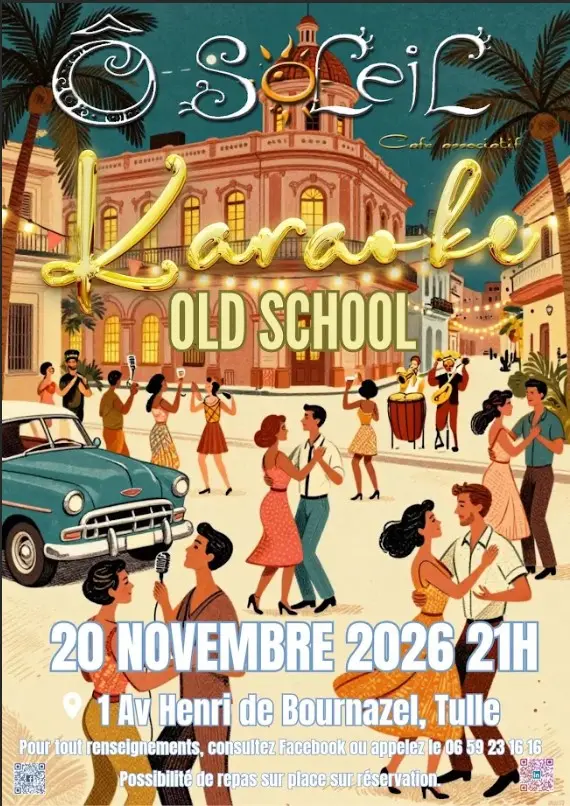 Ô Soleil
Café associatif
Karaoke
OLD SCHOOL
20 NOVEMBRE 2026 21H
1 Av Henri de Bournazel, Tulle
Pour tout renseignements, consultez Facebook ou appelez le 06 59 23 16 16
Possibilité de repas sur place sur réservation.